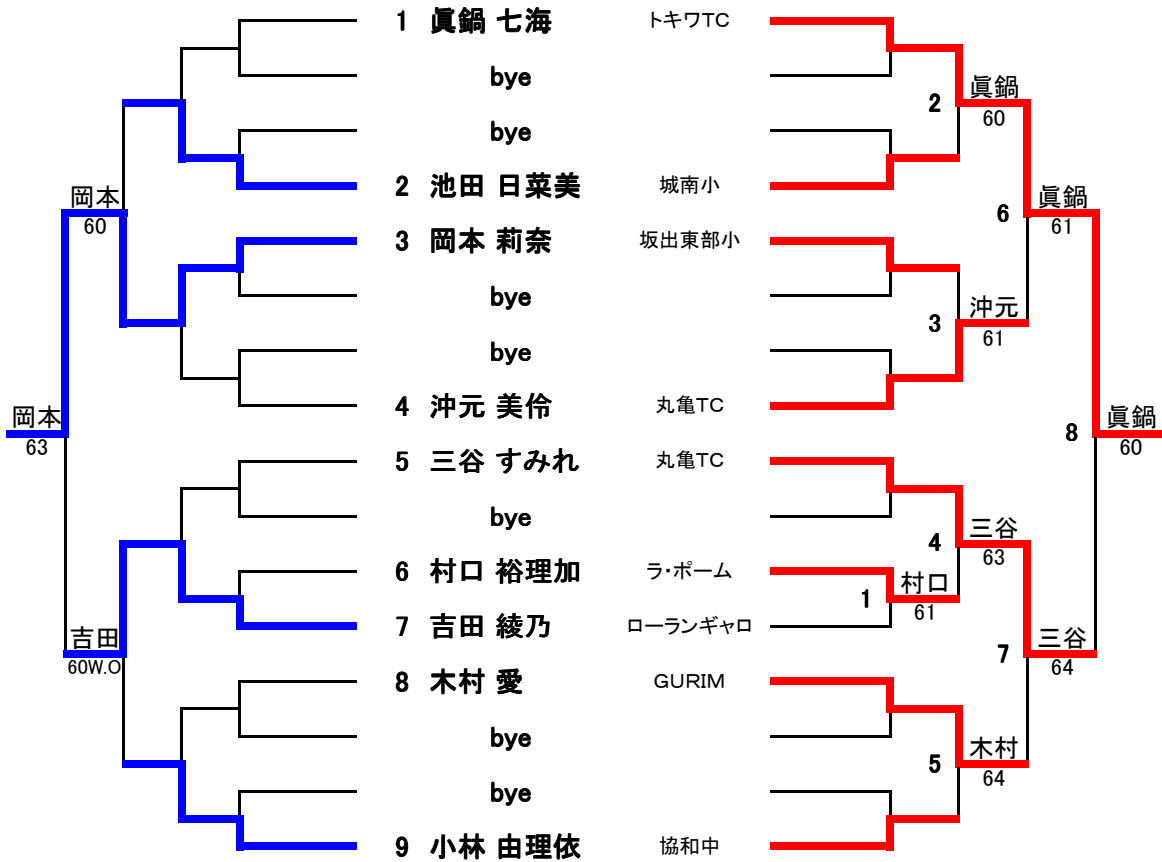 1 眞鍋 七海 トキワTC
bye
bye
2 池田 日菜美 城南小
3 岡本 莉奈 坂出東部小
bye
bye
4 沖元 美伶 丸亀TC
5 三谷 すみれ 丸亀TC
bye
6 村口 裕理加 ラ・ポーム
7 吉田 綾乃 ローランギャロ
8 木村 愛 GURIM
bye
bye
9 小林 由理依 協和中
岡本
60
岡本
63
吉田
60W.O
2 眞鍋
60
6 眞鍋
61
3 沖元
61
8 眞鍋
60
4 三谷
63
1 村口
61
7 三谷
64
5 木村
64